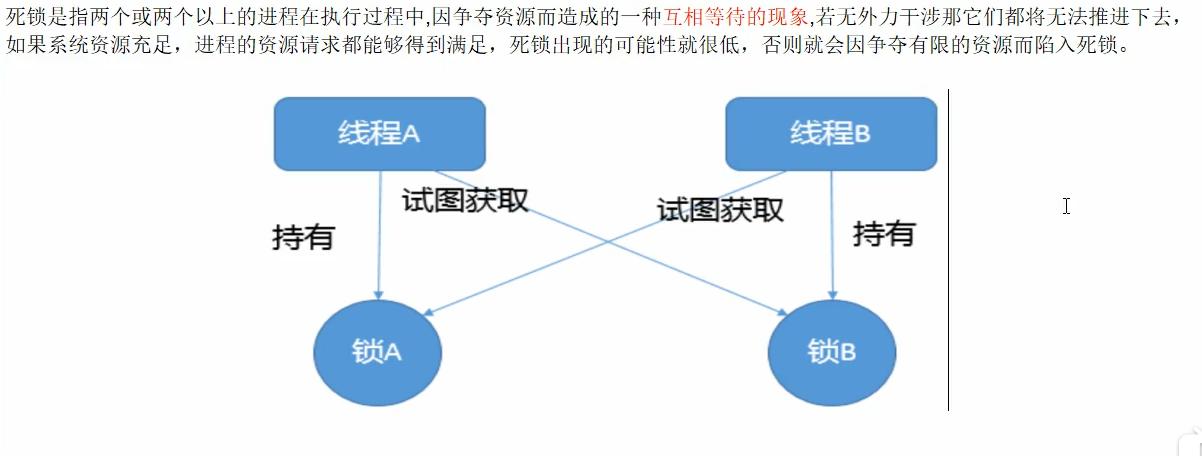 死锁是指两个或两个以上的进程在执行过程中,因争夺资源而造成的一种互相等待的现象,若无外力干涉那它们都将无法推进下去，
如果系统资源充足，进程的资源请求都能够得到满足，死锁出现的可能性就很低，否则就会因争夺有限的资源而陷入死锁。
线程A
线程B
试图获取
试图获取
持有
持有
锁A
锁B